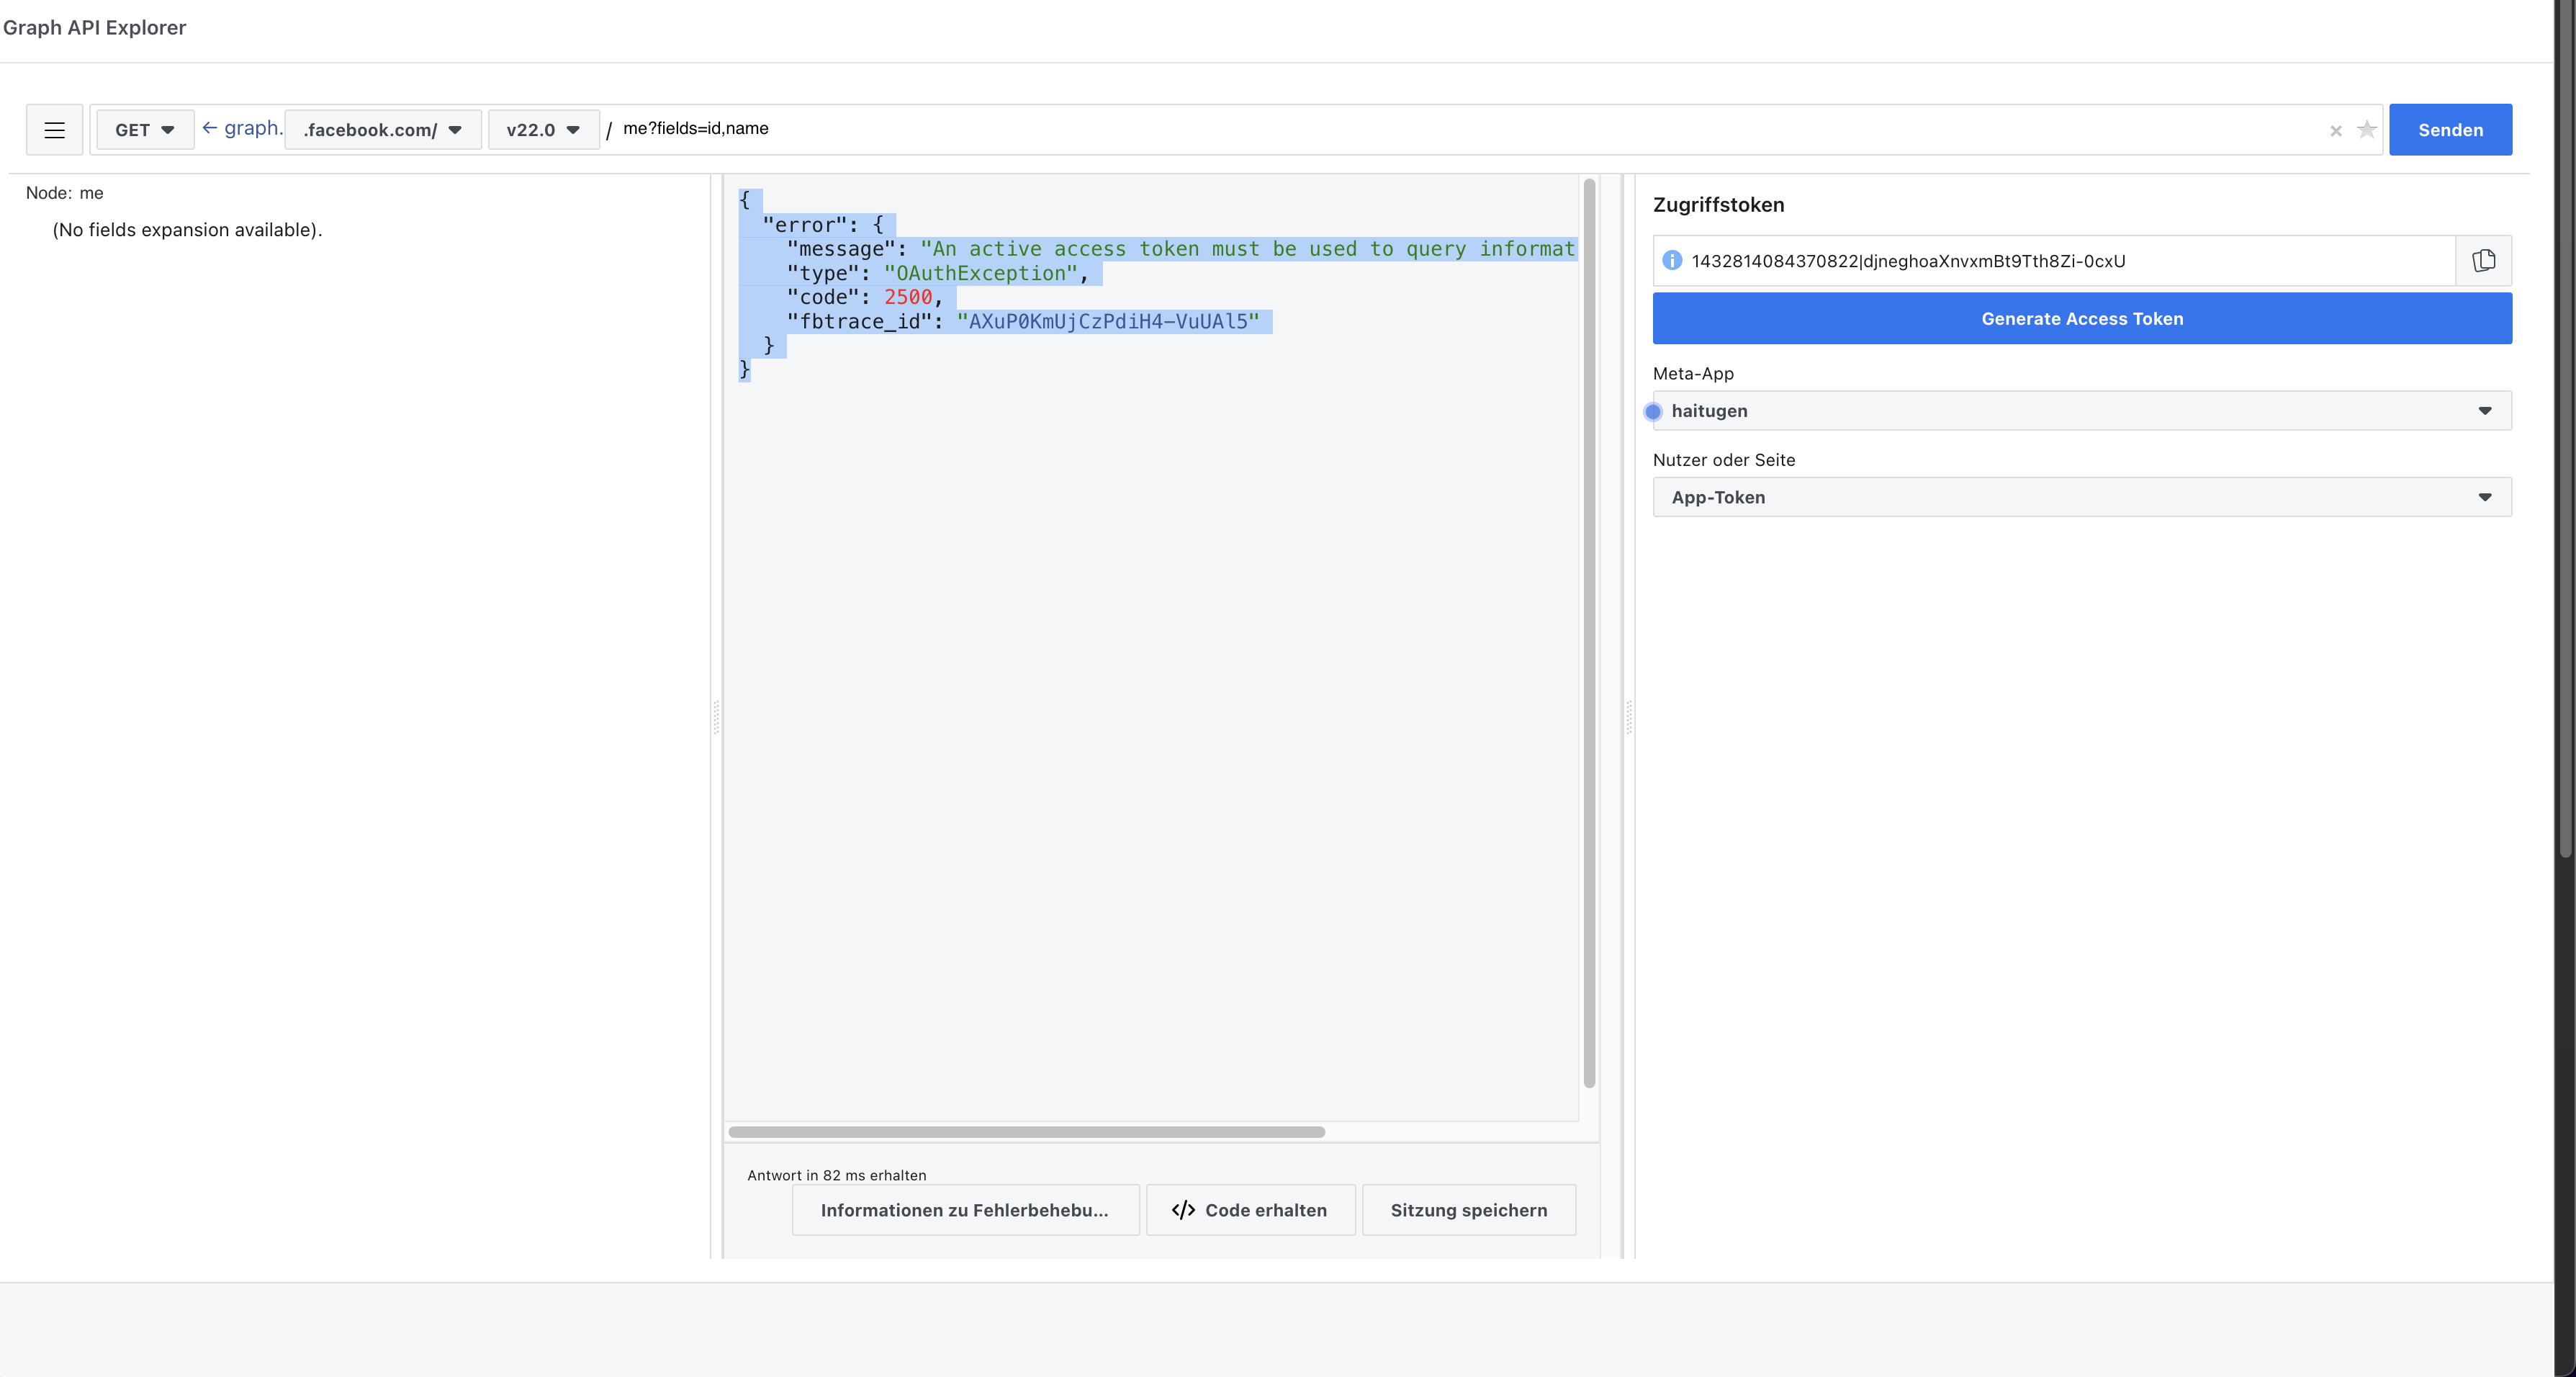 Graph API Explorer
GET ← graph. .facebook.com/ v22.0 / me?fields=id,name × Senden
Node: me
(No fields expansion available).
{
"error": {
"message": "An active access token must be used to query informat
"type": "OAuthException",
"code": 2500,
"fbtrace_id": "AXuP0KmUjCzPdiH4-VuUAl5"
}
}
Antwort in 82 ms erhalten
Informationen zu Fehlerbehebu...
</> Code erhalten
Sitzung speichern
Zugriffstoken
1432814084370822|djneghoaXnvxmBt9Tth8Zi-0cxU
Generate Access Token
Meta-App
haitugen
Nutzer oder Seite
App-Token